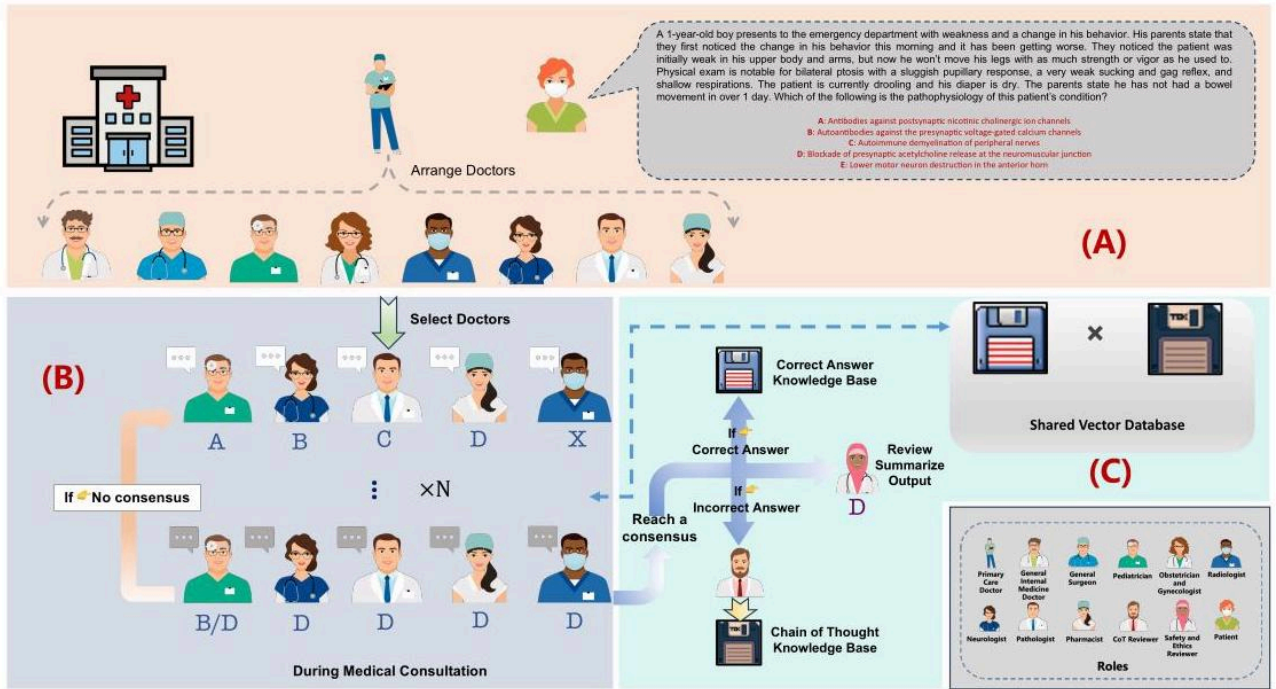 A 1-year-old boy presents to the emergency department with weakness and a change in his behavior. His parents state that
they first noticed the change in his behavior this morning and it has been getting worse. They noticed the patient was
initially weak in his upper body and arms, but now he won't move his legs with as much strength or vigor as he used to.
Physical exam is notable for bilateral ptosis with a sluggish pupillary response, a very weak sucking and gag reflex, and
shallow respirations. The patient is currently drooling and his diaper is dry. The parents state he has not had a bowel
movement in over 1 day. Which of the following is the pathophysiology of this patient's condition?
A: Antibodies against postsynaptic nicotinic cholinergic ion channels
B: Autoantibodies against the presynaptic voltage-gated calcium channels
C: Autoimmune demyelination of peripheral nerves
D: Blockade of presynaptic acetylcholine release at the neuromuscular junction
E: Lower motor neuron destruction in the anterior horn
Arrange Doctors
(A)
Select Doctors
(B)
A B C D X
If No consensus
×N
B/D D D D D
During Medical Consultation
Reach a
consensus
Correct Answer
Knowledge Base
If
Correct Answer
If
Incorrect Answer
Review
Summarize
Output
D
Chain of Thought
Knowledge Base
×
Shared Vector Database
(C)
Primary
Care
Doctor
General
Internal
Medicine
Doctor
General
Surgeon
Pediatrician
Obstetrician
and
Gynecologist
Radiologist
Neurologist
Pathologist
Pharmacist
CoT Reviewer
Safety and
Ethics
Reviewer
Patient
Roles